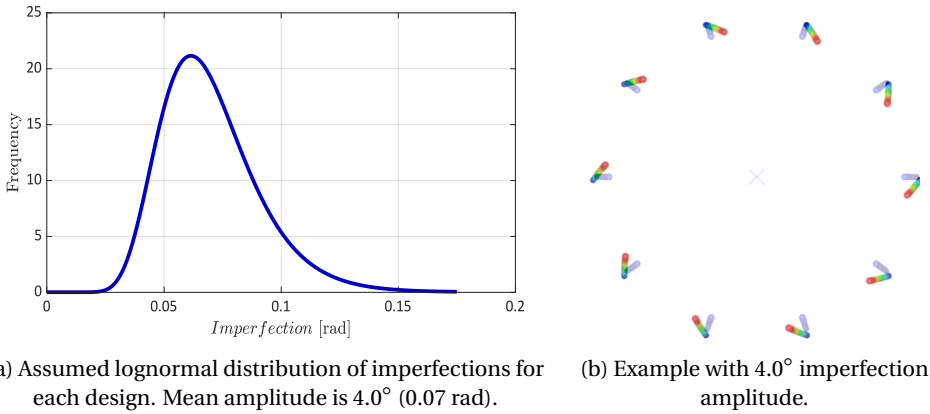 25
20
15
10
5
0
Frequency
0 0.05 0.1 0.15 0.2
Imperfection [rad]
a) Assumed lognormal distribution of imperfections for
each design. Mean amplitude is 4.0° (0.07 rad).
(b) Example with 4.0° imperfection
amplitude.